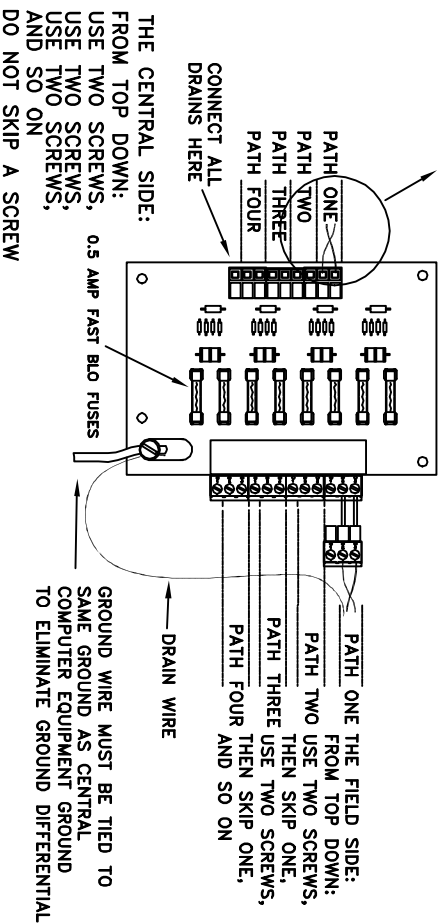 THE CENTRAL SIDE:
FROM TOP DOWN:
USE TWO SCREWS,
USE TWO SCREWS,
USE TWO SCREWS,
AND SO ON
DO NOT SKIP A SCREW
CONNECT ALL
DRAINS HERE
PATH ONE
PATH TWO
PATH THREE
PATH FOUR
0.5 AMP FAST BLO FUSES
PATH ONE
PATH TWO
PATH THREE
PATH FOUR
THE FIELD SIDE:
FROM TOP DOWN:
USE TWO SCREWS,
THEN SKIP ONE,
USE TWO SCREWS,
THEN SKIP ONE,
AND SO ON
DRAIN WIRE
GROUND WIRE MUST BE TIED TO
SAME GROUND AS CENTRAL
COMPUTER EQUIPMENT GROUND
TO ELIMINATE GROUND DIFFERENTIAL